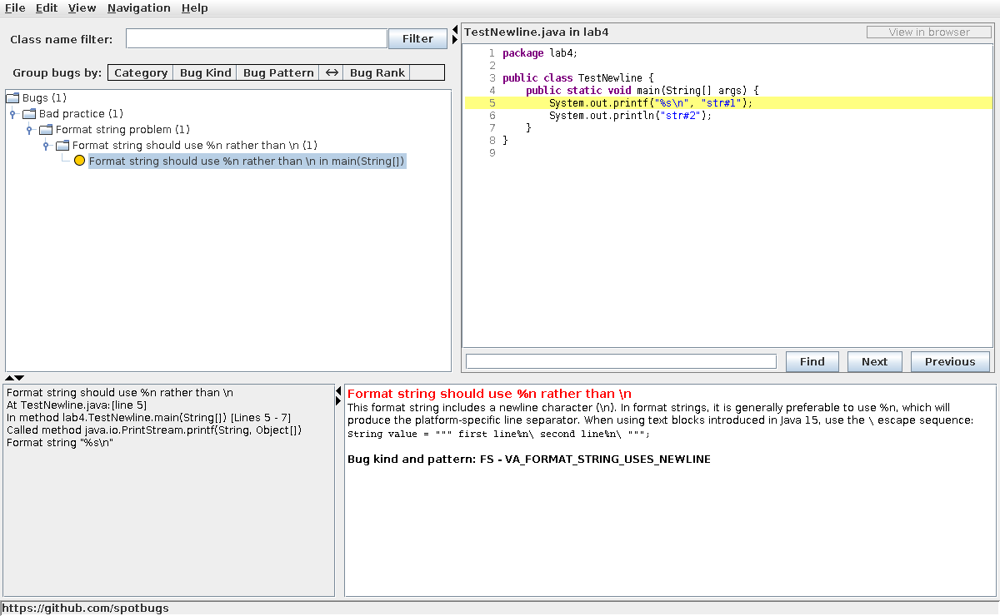 File Edit View Navigation Help
Class name filter: Filter
Group bugs by: Category Bug Kind Bug Pattern ↔ Bug Rank
Bugs (1)
Bad practice (1)
Format string problem (1)
Format string should use %n rather than \n (1)
Format string should use %n rather than \n in main(String[])
TestNewline.java in lab4 View in browser
1 package lab4;
2
3 public class TestNewline {
4 public static void main(String[] args) {
5 System.out.printf("%s\n", "str#1");
6 System.out.println("str#2");
7 }
8 }
9
Find Next Previous
Format string should use %n rather than \n
At TestNewline.java:[line 5]
In method lab4.TestNewline.main(String[]) [Lines 5 - 7]
Called method java.io.PrintStream.printf(String, Object[])
Format string "%s\n"
Format string should use %n rather than \n
This format string includes a newline character (\n). In format strings, it is generally preferable to use %n, which will
produce the platform-specific line separator. When using text blocks introduced in Java 15, use the \ escape sequence:
String value = """ first line%n\ second line%n\ """;
Bug kind and pattern: FS - VA_FORMAT_STRING_USES_NEWLINE
https://github.com/spotbugs